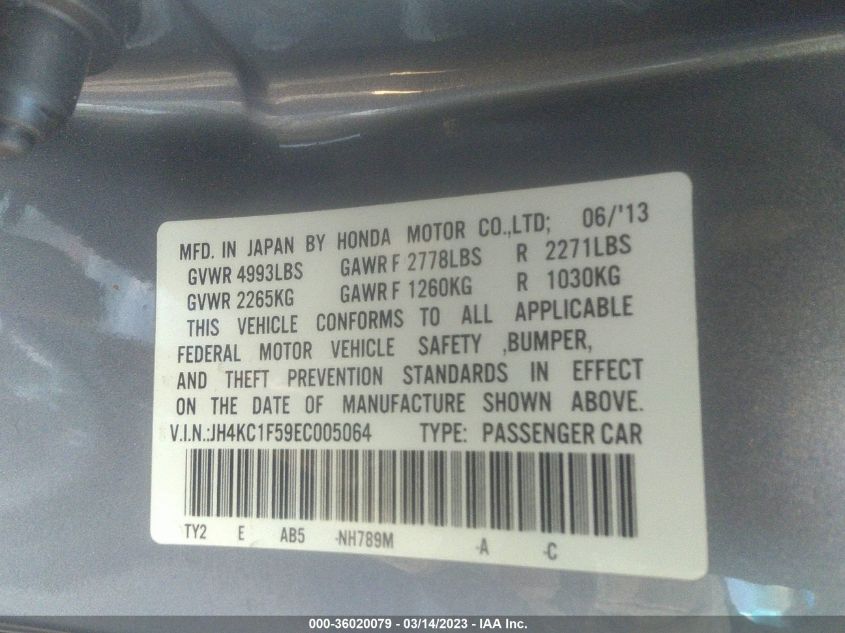 MFD. IN JAPAN BY HONDA MOTOR CO.,LTD; 06/'13
GVWR 4993LBS GAWR F 2778LBS R 2271LBS
GVWR 2265KG GAWR F 1260KG R 1030KG
THIS VEHICLE CONFORMS TO ALL APPLICABLE
FEDERAL MOTOR VEHICLE SAFETY ,BUMPER,
AND THEFT PREVENTION STANDARDS IN EFFECT
ON THE DATE OF MANUFACTURE SHOWN ABOVE.
V.I.N.:JH4KC1F59EC005064 TYPE: PASSENGER CAR
TY2 E AB5 -NH789M -A -C
000-36020079 - 03/14/2023 - IAA Inc.